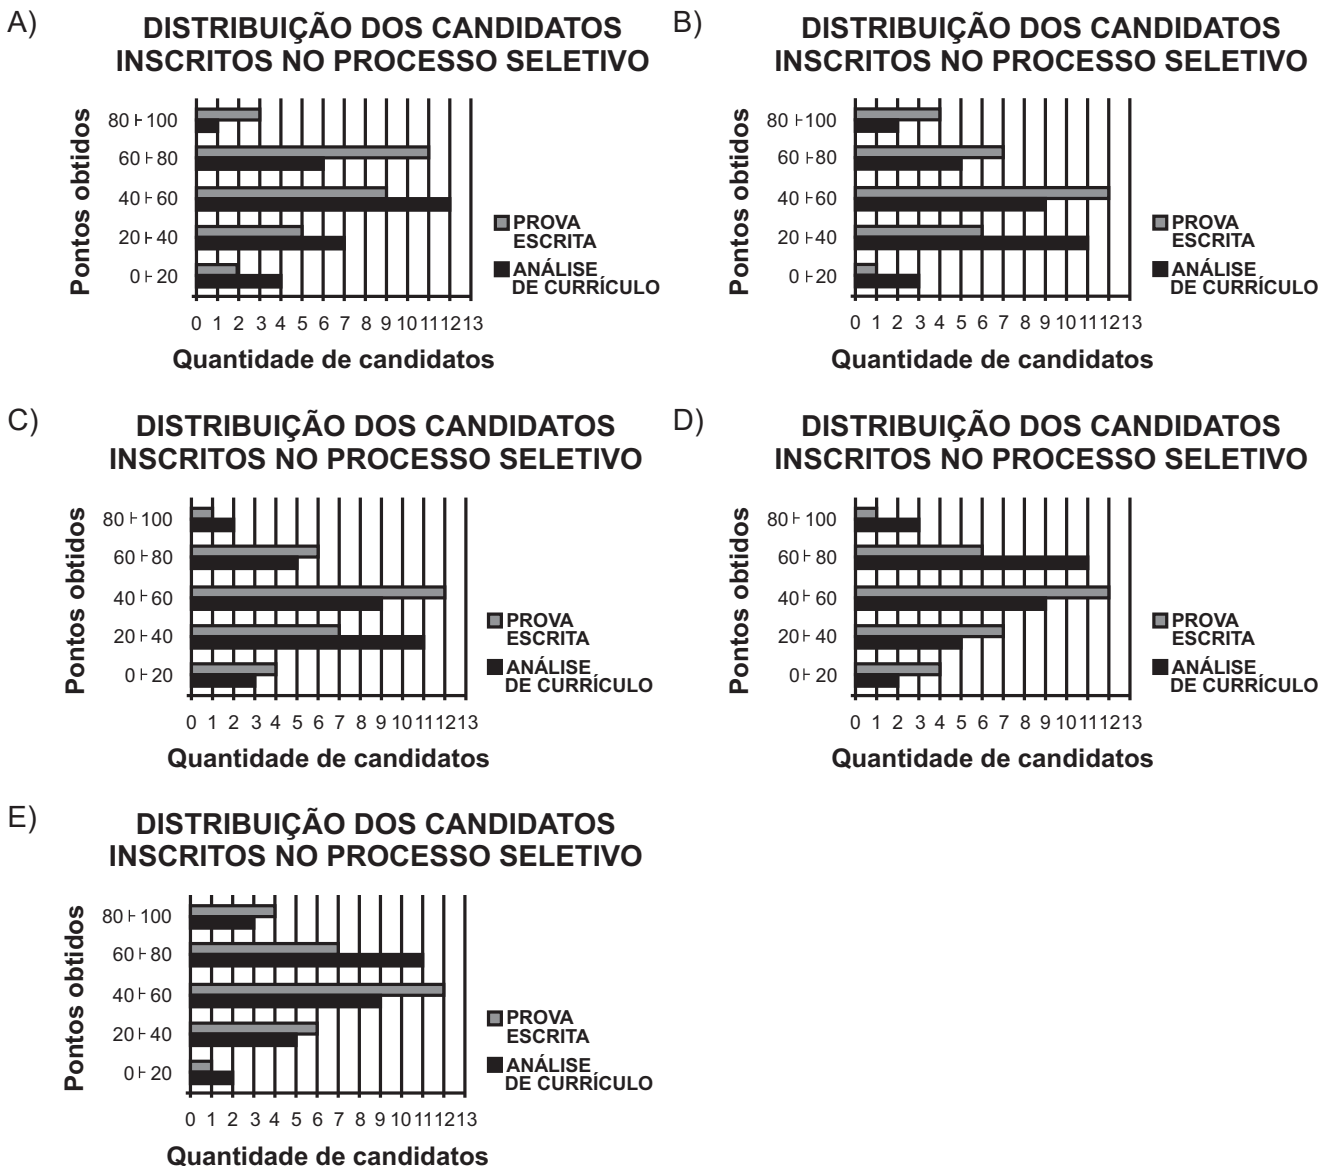 A)
DISTRIBUIÇÃO DOS CANDIDATOS
INSCRITOS NO PROCESSO SELETIVO
Pontos obtidos
80 ⊦ 100
60 ⊦ 80
40 ⊦ 60
20 ⊦ 40
0 ⊦ 20
PROVA
ESCRITA
ANÁLISE
DE CURRÍCULO
0 1 2 3 4 5 6 7 8 9 10 11 12 13
Quantidade de candidatos
B)
DISTRIBUIÇÃO DOS CANDIDATOS
INSCRITOS NO PROCESSO SELETIVO
Pontos obtidos
80 ⊦ 100
60 ⊦ 80
40 ⊦ 60
20 ⊦ 40
0 ⊦ 20
PROVA
ESCRITA
ANÁLISE
DE CURRÍCULO
0 1 2 3 4 5 6 7 8 9 10 11 12 13
Quantidade de candidatos
C)
DISTRIBUIÇÃO DOS CANDIDATOS
INSCRITOS NO PROCESSO SELETIVO
Pontos obtidos
80 ⊦ 100
60 ⊦ 80
40 ⊦ 60
20 ⊦ 40
0 ⊦ 20
PROVA
ESCRITA
ANÁLISE
DE CURRÍCULO
0 1 2 3 4 5 6 7 8 9 10 11 12 13
Quantidade de candidatos
D)
DISTRIBUIÇÃO DOS CANDIDATOS
INSCRITOS NO PROCESSO SELETIVO
Pontos obtidos
80 ⊦ 100
60 ⊦ 80
40 ⊦ 60
20 ⊦ 40
0 ⊦ 20
PROVA
ESCRITA
ANÁLISE
DE CURRÍCULO
0 1 2 3 4 5 6 7 8 9 10 11 12 13
Quantidade de candidatos
E)
DISTRIBUIÇÃO DOS CANDIDATOS
INSCRITOS NO PROCESSO SELETIVO
Pontos obtidos
80 ⊦ 100
60 ⊦ 80
40 ⊦ 60
20 ⊦ 40
0 ⊦ 20
PROVA
ESCRITA
ANÁLISE
DE CURRÍCULO
0 1 2 3 4 5 6 7 8 9 10 11 12 13
Quantidade de candidatos